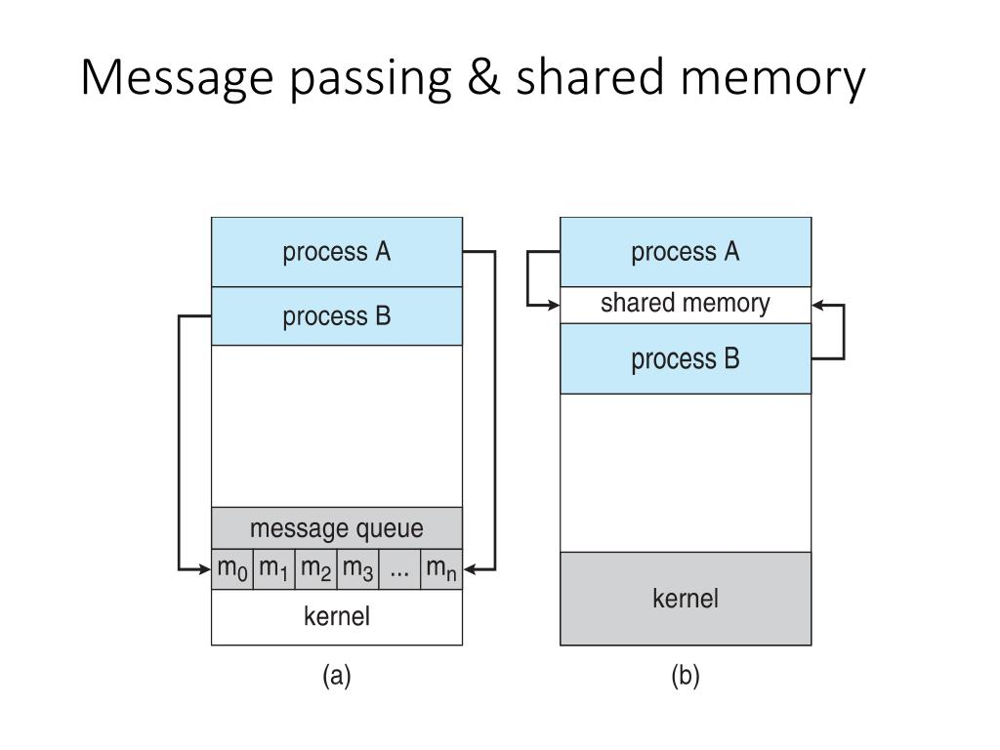 Message passing & shared memory
process A
process B
message queue
m0 m1 m2 m3 ... mn
kernel
(a)
process A
shared memory
process B
kernel
(b)